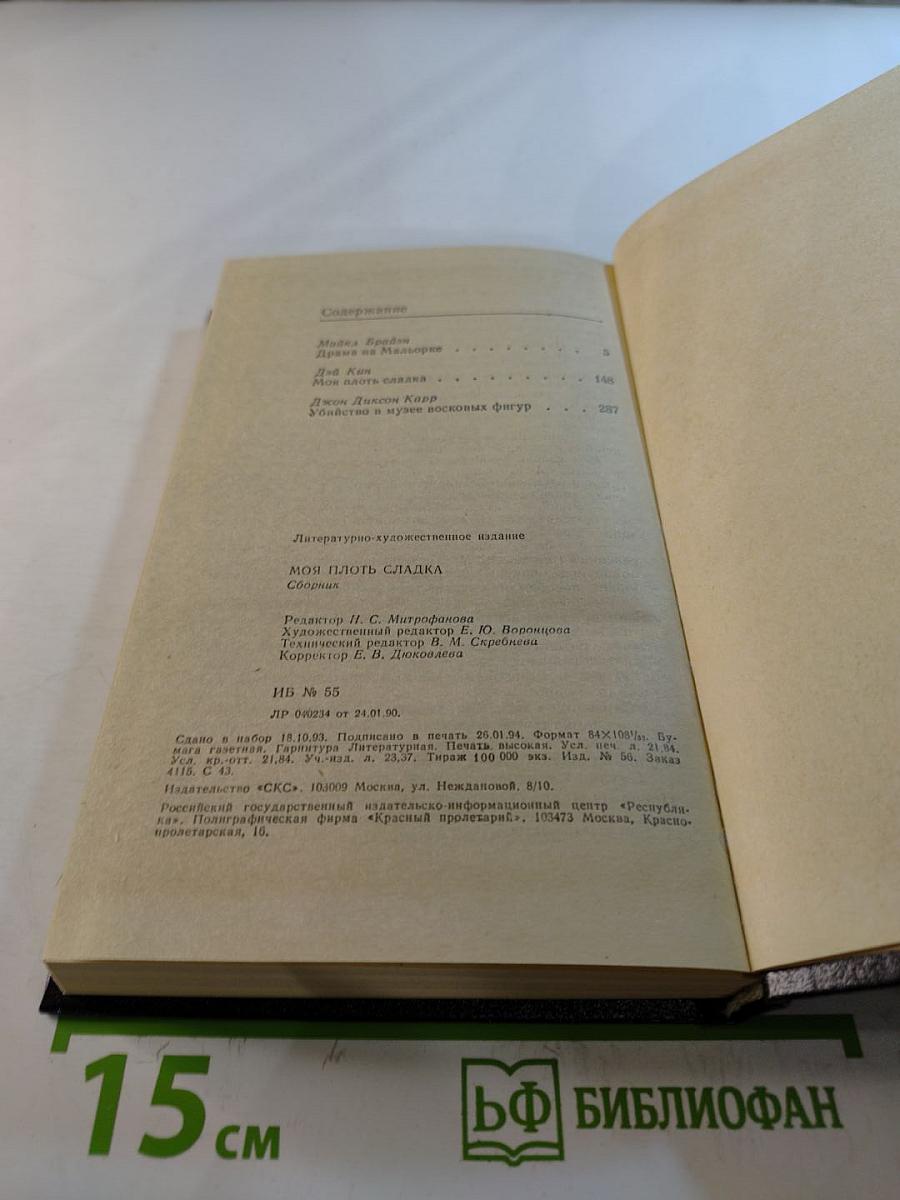 Содержание
Майкл Брайэн
Драма на Мальорке . . . . . . . . 5
Дэй Кин
Моя плоть сладка . . . . . . . . . 148
Джон Диксон Карр
Убийство в музее восковых фигур . . . 287
Литературно-художественное издание
МОЯ ПЛОТЬ СЛАДКА
Сборник
Редактор Н. С. Митрофанова
Художественный редактор Е. Ю. Воронцова
Технический редактор В. М. Скребнева
Корректор Е. В. Дюковлева
ИБ № 55
ЛР 040234 от 24.01.90.
Сдано в набор 18.10.93. Подписано в печать 26.01.94. Формат 84×108¹/₃₂. Бу-
мага газетная. Гарнитура Литературная. Печать высокая. Усл. печ. л. 21,84.
Усл. кр.-отт. 21,84. Уч.-изд. л. 23,37. Тираж 100 000 экз. Изд. № 56. Заказ
4115. С 43.
Издательство «СКС». 103009 Москва, ул. Неждановой, 8/10.
Российский государственный издательско-информационный центр «Республи-
ка». Полиграфическая фирма «Красный пролетарий». 103473 Москва, Красно-
пролетарская, 16.
15 см
БФ БИБЛИОФАН